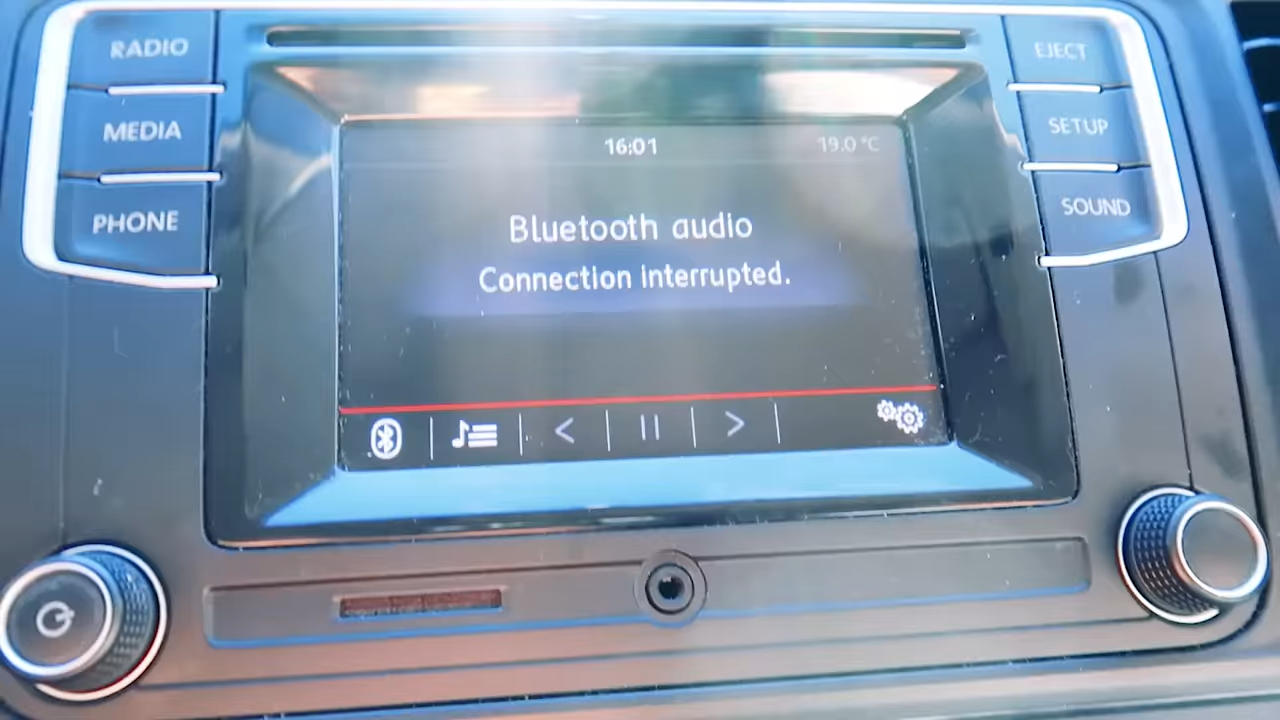 RADIO
MEDIA
PHONE
16:01
19.0 °C
Bluetooth audio
Connection interrupted.
EJECT
SETUP
SOUND